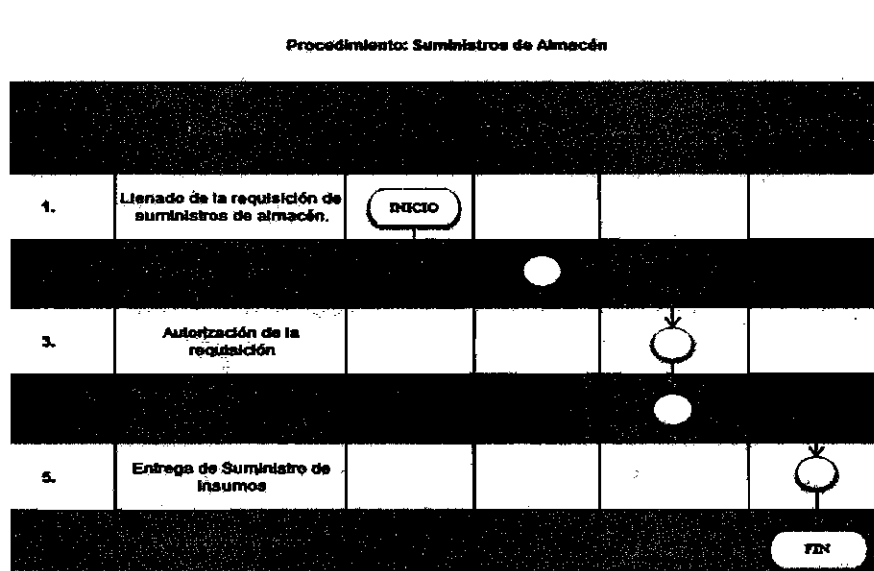 Procedimiento: Suministros de Almacén
1.
Llenado de la requisición de
suministros de almacén.
INICIO
3.
Autorización de la
requisición
5.
Entrega de Suministro de
Insumos
FIN